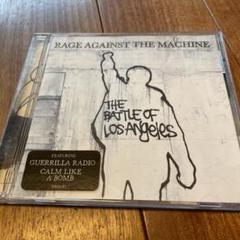 RAGE AGAINST THE MACHINE
THE
BATTLE OF
LOS ANGELES
FEATURING
GUERRILLA RADIO
CALM LIKE
A BOMB